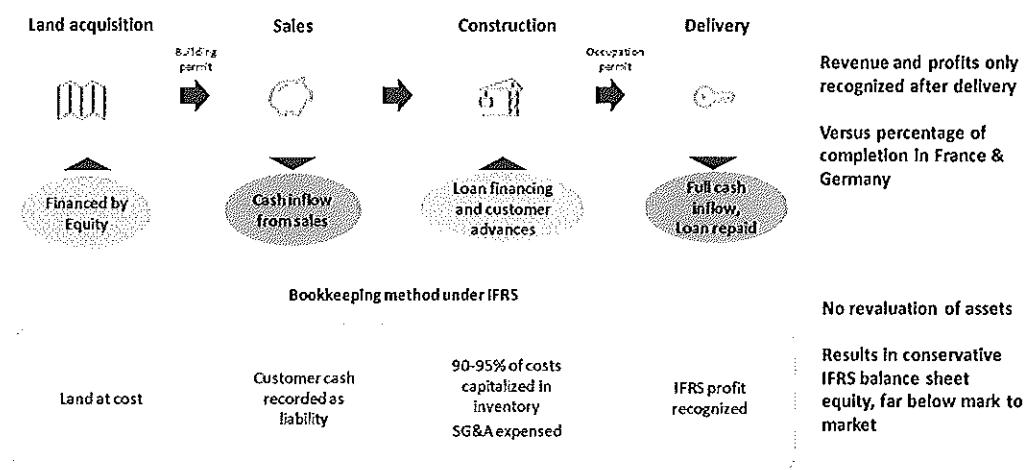 Land acquisition
Sales
Construction
Delivery
Building
permit
Occupation
permit
Revenue and profits only
recognized after delivery
Versus percentage of
completion in France &
Germany
Financed by
Equity
Cash inflow
from sales
Loan financing
and customer
advances
Full cash
inflow,
Loan repaid
Bookkeeping method under IFRS
No revaluation of assets
Land at cost
Customer cash
recorded as
liability
90-95% of costs
capitalized in
inventory
SG&A expensed
IFRS profit
recognized
Results in conservative
IFRS balance sheet
equity, far below mark to
market